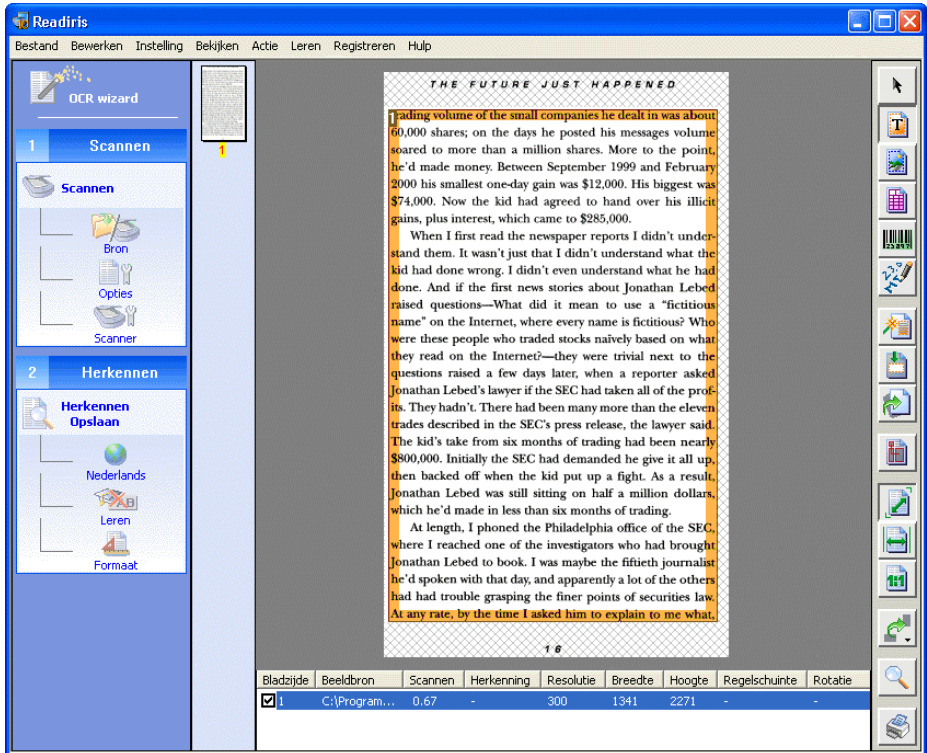 Readiris
Bestand Bewerken Instelling Bekijken Actie Leren Registreren Hulp
OCR wizard
1 Scannen
Scannen
Bron
Opties
Scanner
2 Herkennen
Herkennen
Opslaan
Nederlands
Leren
Formaat
1
THE FUTURE JUST HAPPENED
1
rading volume of the small companies he dealt in was about
60,000 shares; on the days he posted his messages volume
soared to more than a million shares. More to the point,
he'd made money. Between September 1999 and February
2000 his smallest one-day gain was $12,000. His biggest was
$74,000. Now the kid had agreed to hand over his illicit
gains, plus interest, which came to $285,000.
When I first read the newspaper reports I didn't under-
stand them. It wasn't just that I didn't understand what the
kid had done wrong. I didn't even understand what he had
done. And if the first news stories about Jonathan Lebed
raised questions—What did it mean to use a “fictitious
name” on the Internet, where every name is fictitious? Who
were these people who traded stocks naïvely based on what
they read on the Internet?—they were trivial next to the
questions raised a few days later, when a reporter asked
Jonathan Lebed's lawyer if the SEC had taken all of the prof-
its. They hadn't. There had been many more than the eleven
trades described in the SEC's press release, the lawyer said.
The kid's take from six months of trading had been nearly
$800,000. Initially the SEC had demanded he give it all up,
then backed off when the kid put up a fight. As a result,
Jonathan Lebed was still sitting on half a million dollars,
which he'd made in less than six months of trading.
At length, I phoned the Philadelphia office of the SEC,
where I reached one of the investigators who had brought
Jonathan Lebed to book. I was maybe the fiftieth journalist
he'd spoken with that day, and apparently a lot of the others
had had trouble grasping the finer points of securities law.
At any rate, by the time I asked him to explain to me what,
16
Bladzijde Beeldbron Scannen Herkenning Resolutie Breedte Hoogte Regelschuinte Rotatie
1 C:\Program... 0.67 - 300 1341 2271 - -
T
1:1